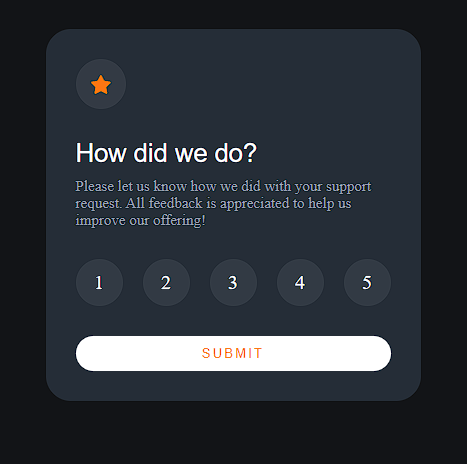 How did we do?
Please let us know how we did with your support
request. All feedback is appreciated to help us
improve our offering!
1 2 3 4 5
SUBMIT